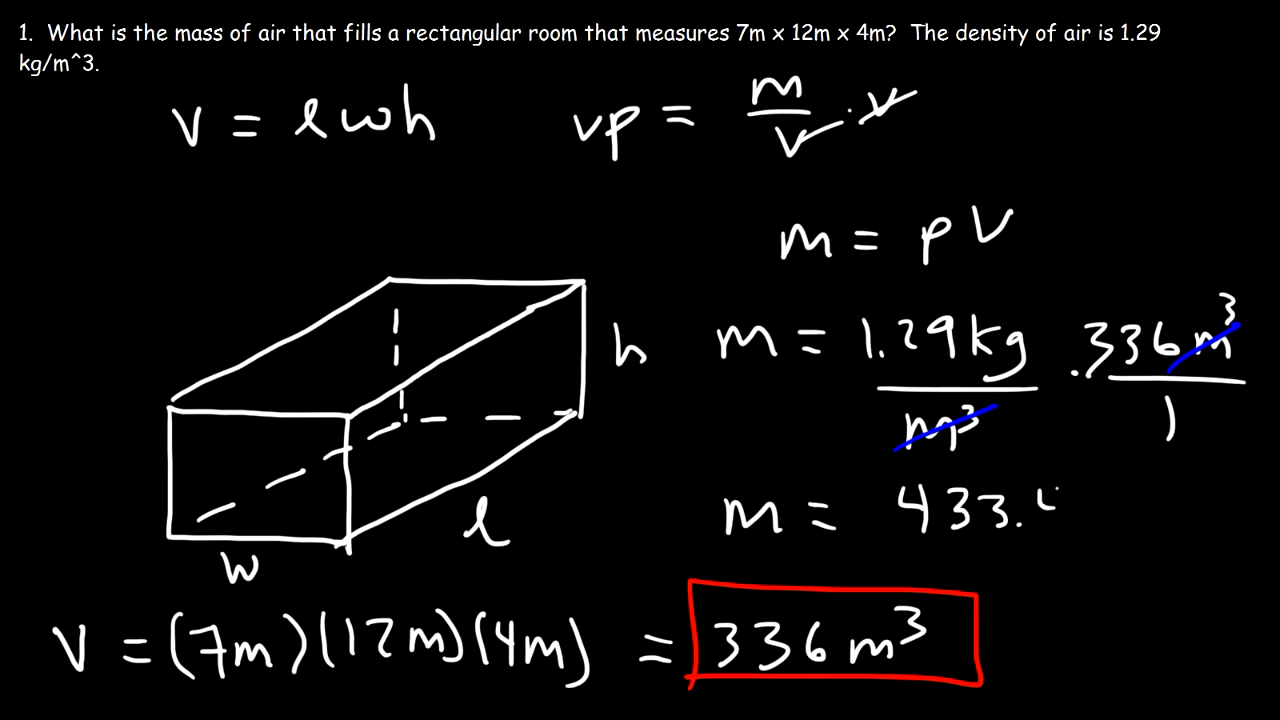 1. What is the mass of air that fills a rectangular room that measures 7m x 12m x 4m? The density of air is 1.29
kg/m^3.
V = l w h
vρ = m/v · v
m = ρV
h
m = 1.29kg/m³ · 336m³/1
m = 433.4
l
w
V = (7m)(12m)(4m) = 336 m³